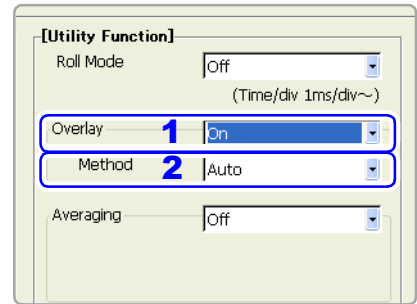 [Utility Function]
Roll Mode Off
(Time/div 1ms/div～)
Overlay 1 On
Method 2 Auto
Averaging Off